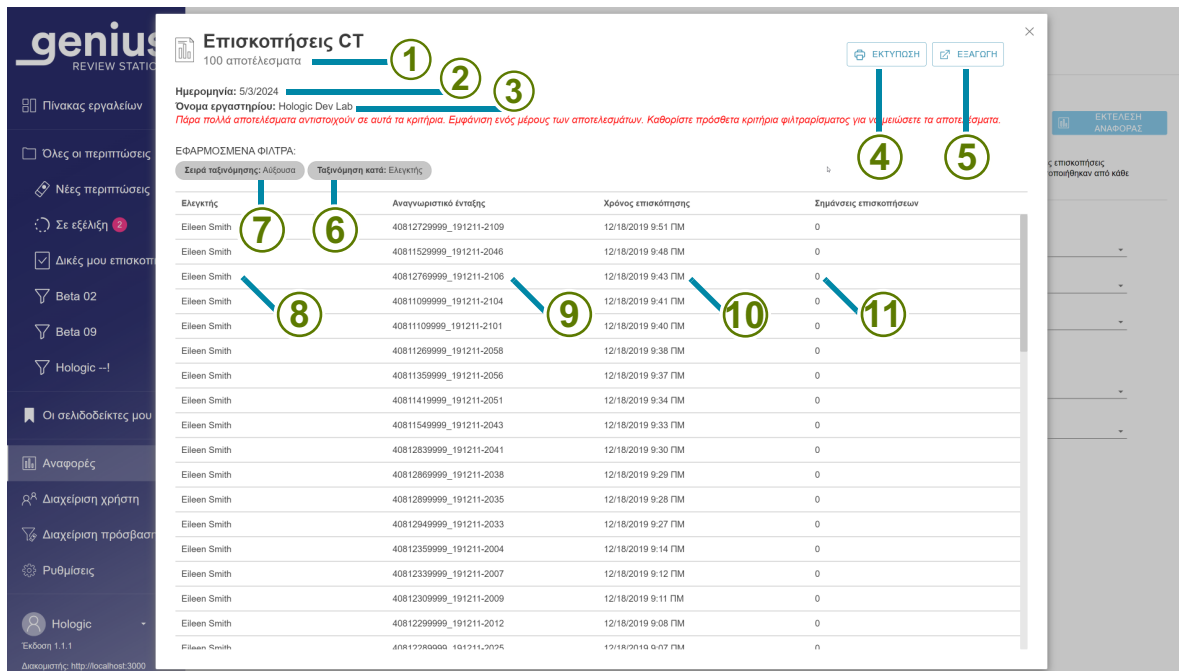 genius
REVIEW STATIO
Πίνακας εργαλείων
Όλες οι περιπτώσεις
Νέες περιπτώσεις
Σε εξέλιξη 2
Δικές μου επισκοπ
Beta 02
Beta 09
Hologic --!
Οι σελιδοδείκτες μου
Αναφορές
Διαχείριση χρήστη
Διαχείριση πρόσβασ
Ρυθμίσεις
Hologic
Έκδοση 1.1.1
Διακομιστής: http://localhost:3000
Επισκοπήσεις CT
100 αποτέλεσματα
1
ΕΚΤΥΠΩΣΗ
ΕΞΑΓΩΓΗ
Ημερομηνία: 5/3/2024
2
Όνομα εργαστηρίου: Hologic Dev Lab
3
Πάρα πολλά αποτελέσματα αντιστοιχούν σε αυτά τα κριτήρια. Εμφάνιση ενός μέρους των αποτελεσμάτων. Καθορίστε πρόσθετα κριτήρια φιλτραρίσματος για να μειώσετε τα αποτελέσματα.
4
5
ΕΦΑΡΜΟΣΜΕΝΑ ΦΙΛΤΡΑ:
Σειρά ταξινόμησης: Αύξουσα
Ταξινόμηση κατά: Ελεγκτής
7
6
Ελεγκτής Αναγνωριστικό ένταξης Χρόνος επισκόπησης Σημάνσεις επισκοπήσεων
Eileen Smith 40812729999_191211-2109 12/18/2019 9:51 ΠΜ 0
Eileen Smith 40811529999_191211-2046 12/18/2019 9:48 ΠΜ 0
Eileen Smith 40812769999_191211-2106 12/18/2019 9:43 ΠΜ 0
Eileen Smith 40811099999_191211-2104 12/18/2019 9:41 ΠΜ 0
8
9
10
11
Eileen Smith 40811109999_191211-2101 12/18/2019 9:40 ΠΜ 0
Eileen Smith 40811269999_191211-2058 12/18/2019 9:38 ΠΜ 0
Eileen Smith 40811359999_191211-2056 12/18/2019 9:37 ΠΜ 0
Eileen Smith 40811419999_191211-2051 12/18/2019 9:34 ΠΜ 0
Eileen Smith 40811549999_191211-2043 12/18/2019 9:33 ΠΜ 0
Eileen Smith 40812839999_191211-2041 12/18/2019 9:30 ΠΜ 0
Eileen Smith 40812869999_191211-2038 12/18/2019 9:29 ΠΜ 0
Eileen Smith 40812899999_191211-2035 12/18/2019 9:28 ΠΜ 0
Eileen Smith 40812949999_191211-2033 12/18/2019 9:27 ΠΜ 0
Eileen Smith 40812359999_191211-2004 12/18/2019 9:14 ΠΜ 0
Eileen Smith 40812339999_191211-2007 12/18/2019 9:12 ΠΜ 0
Eileen Smith 40812309999_191211-2009 12/18/2019 9:11 ΠΜ 0
Eileen Smith 40812299999_191211-2012 12/18/2019 9:08 ΠΜ 0
Eileen Smith 40812289999_191211-2025 12/18/2019 9:07 ΠΜ 0
ΕΚΤΕΛΕΣΗ
ΑΝΑΦΟΡΑΣ
ς επισκοπήσεις
οποιήθηκαν από κάθε